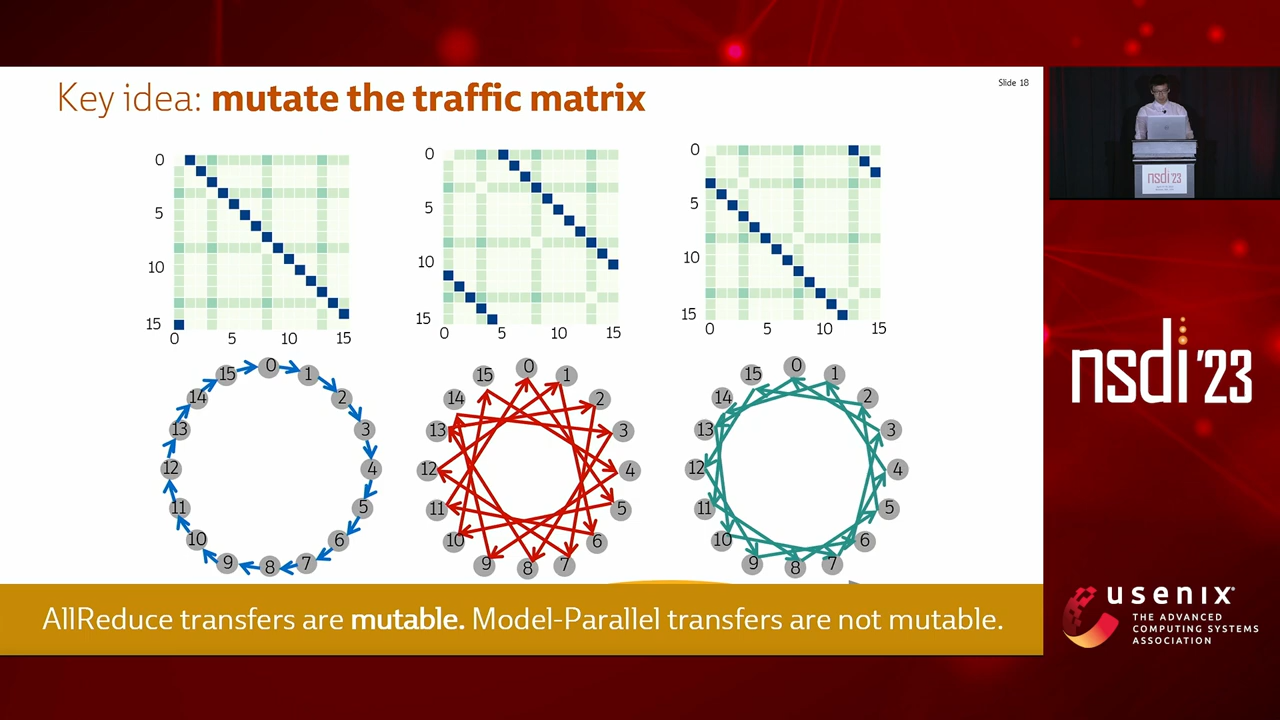 Key idea: mutate the traffic matrix
Slide 18
0
5
10
15
0 5 10 15
0
5
10
15
0 5 10 15
0
5
10
15
0 5 10 15
0 1 2 3 4 5 6 7 8 9 10 11 12 13 14 15
0 1 2 3 4 5 6 7 8 9 10 11 12 13 14 15
0 1 2 3 4 5 6 7 8 9 10 11 12 13 14 15
AllReduce transfers are mutable. Model-Parallel transfers are not mutable.
nsdi'23
nsdi '23
usenix
THE ADVANCED
COMPUTING SYSTEMS
ASSOCIATION